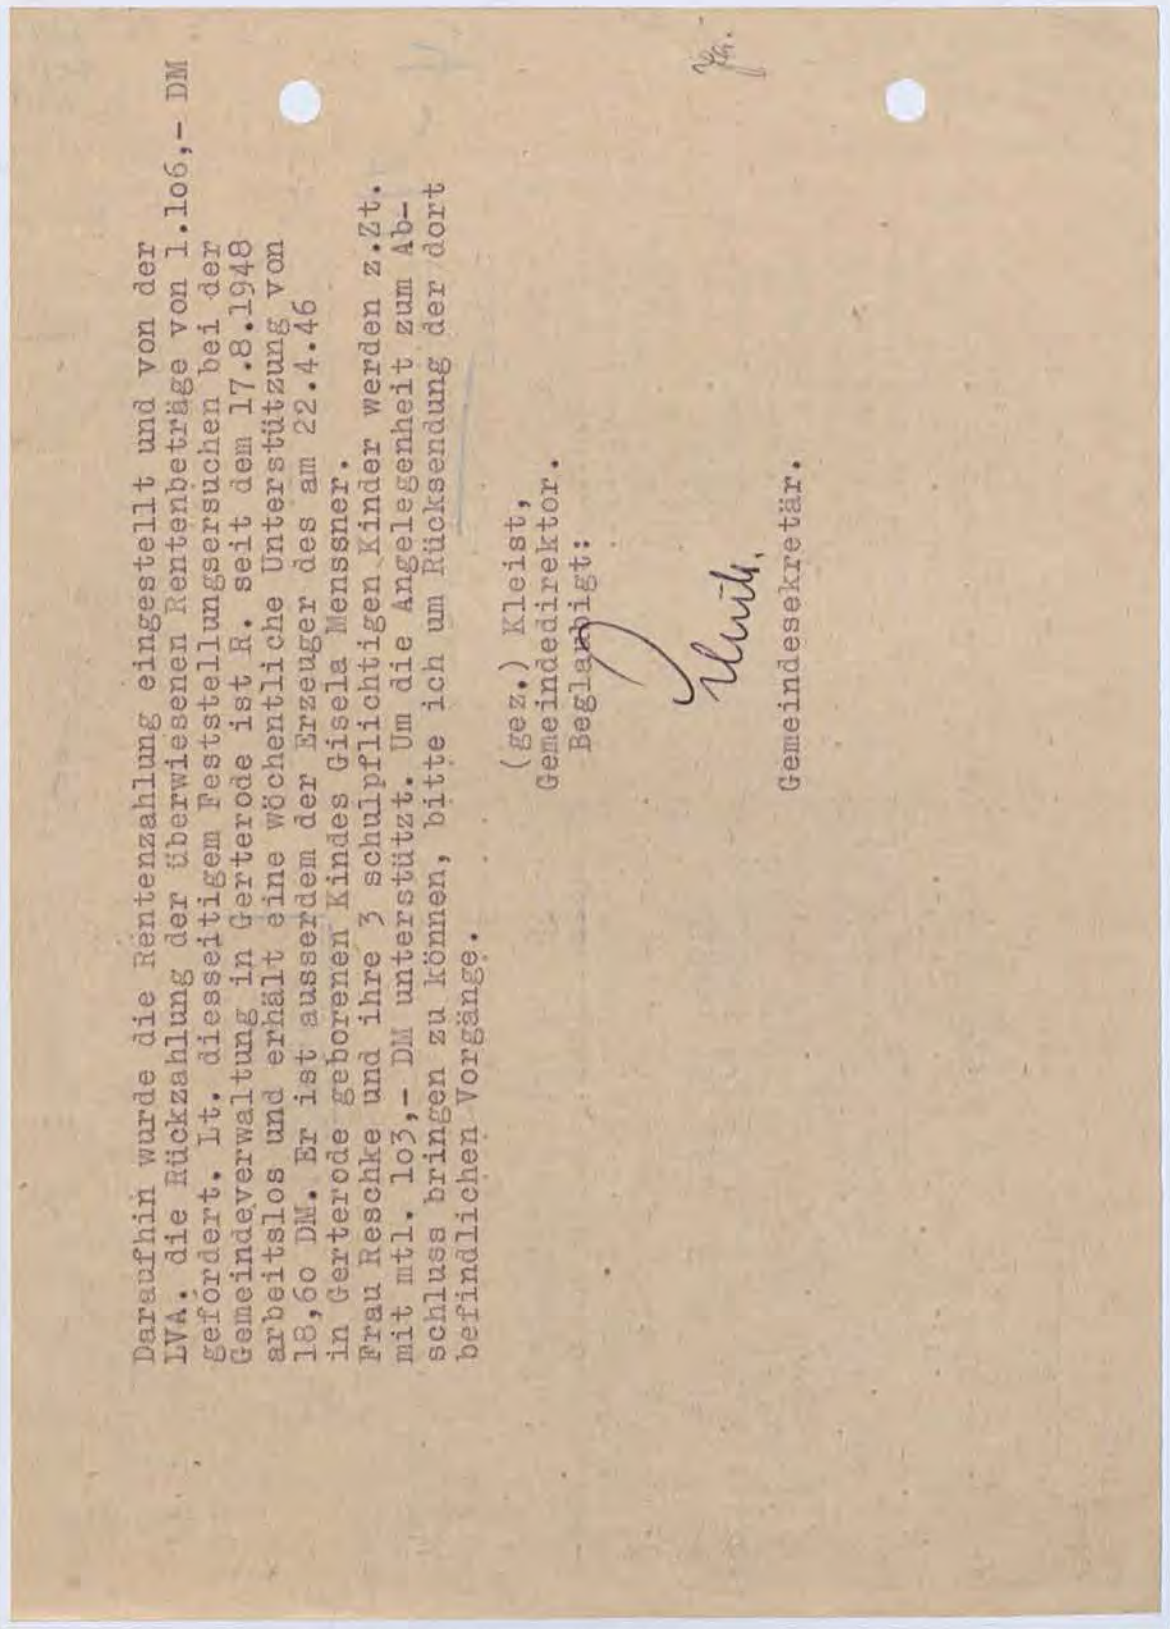 Daraufhin wurde die Rentenzahlung eingestellt und von der
LVA. die Rückzahlung der überwiesenen Rentenbeträge von 1.1o6,- DM
gefordert. Lt. diesseitigem Feststellungsersuchen bei der
Gemeindeverwaltung in Gerterode ist R. seit dem 17.8.1948
arbeitslos und erhält eine wöchentliche Unterstützung von
18,6o DM. Er ist ausserdem der Erzeuger des am 22.4.46
in Gerterode geborenen Kindes Gisela Menssner.
Frau Reschke und ihre 3 schulpflichtigen Kinder werden z.Zt.
mit mtl. 1o3,- DM unterstützt. Um die Angelegenheit zum Ab-
schluss bringen zu können, bitte ich um Rücksendung der dort
befindlichen Vorgänge.
(gez.) Kleist,
Gemeindedirektor.
Beglaubigt:
Gemeindesekretär.